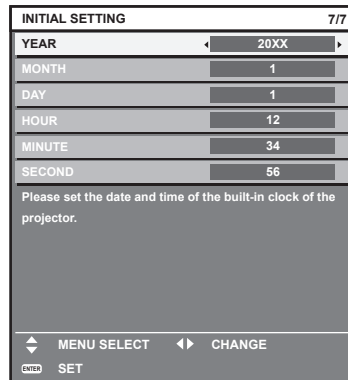 INITIAL SETTING 7/7
YEAR 20XX
MONTH 1
DAY 1
HOUR 12
MINUTE 34
SECOND 56
Please set the date and time of the built-in clock of the
projector.
MENU SELECT CHANGE
ENTER SET